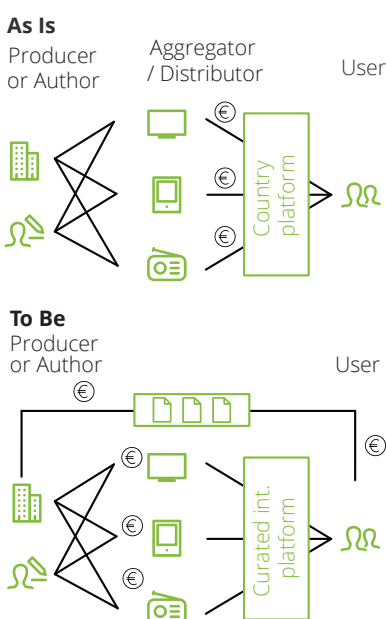 As Is
Producer
or Author
Aggregator
/ Distributor
User
€
€
€
Country
platform
To Be
Producer
or Author
User
€
€
€
€
€
Curated int.
platform